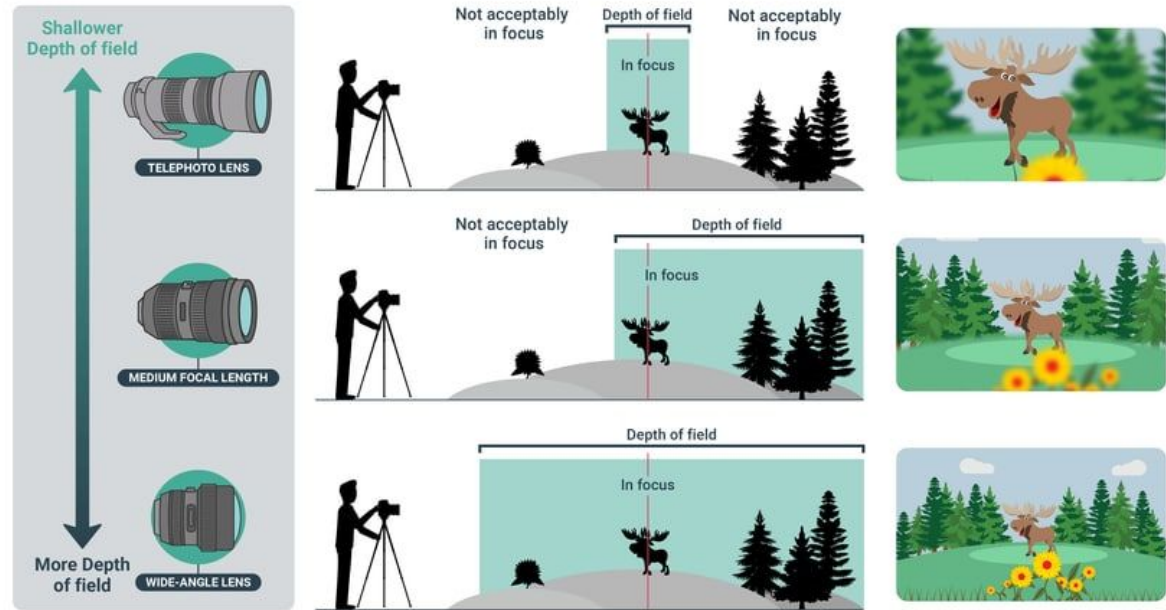 Shallower
Depth of field
TELEPHOTO LENS
MEDIUM FOCAL LENGTH
WIDE-ANGLE LENS
More Depth
of field
Not acceptably
in focus
Depth of field
Not acceptably
in focus
In focus
Not acceptably
in focus
Depth of field
In focus
Depth of field
In focus